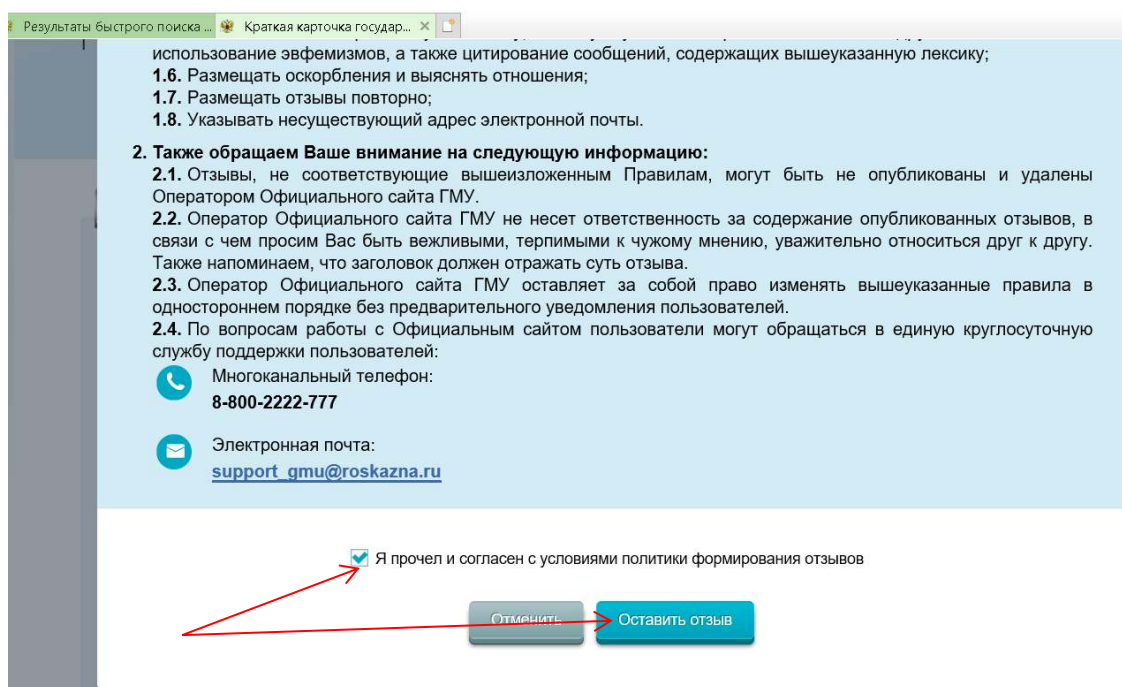 Результаты быстрого поиска ...
Краткая карточка государ...
использование эвфемизмов, а также цитирование сообщений, содержащих вышеуказанную лексику;
1.6. Размещать оскорбления и выяснять отношения;
1.7. Размещать отзывы повторно;
1.8. Указывать несуществующий адрес электронной почты.
2. Также обращаем Ваше внимание на следующую информацию:
2.1. Отзывы, не соответствующие вышеизложенным Правилам, могут быть не опубликованы и удалены
Оператором Официального сайта ГМУ.
2.2. Оператор Официального сайта ГМУ не несет ответственность за содержание опубликованных отзывов, в
связи с чем просим Вас быть вежливыми, терпимыми к чужому мнению, уважительно относиться друг к другу.
Также напоминаем, что заголовок должен отражать суть отзыва.
2.3. Оператор Официального сайта ГМУ оставляет за собой право изменять вышеуказанные правила в
одностороннем порядке без предварительного уведомления пользователей.
2.4. По вопросам работы с Официальным сайтом пользователи могут обращаться в единую круглосуточную
службу поддержки пользователей:
Многоканальный телефон:
8-800-2222-777
Электронная почта:
support_gmu@roskazna.ru
Я прочел и согласен с условиями политики формирования отзывов
Отменить
Оставить отзыв